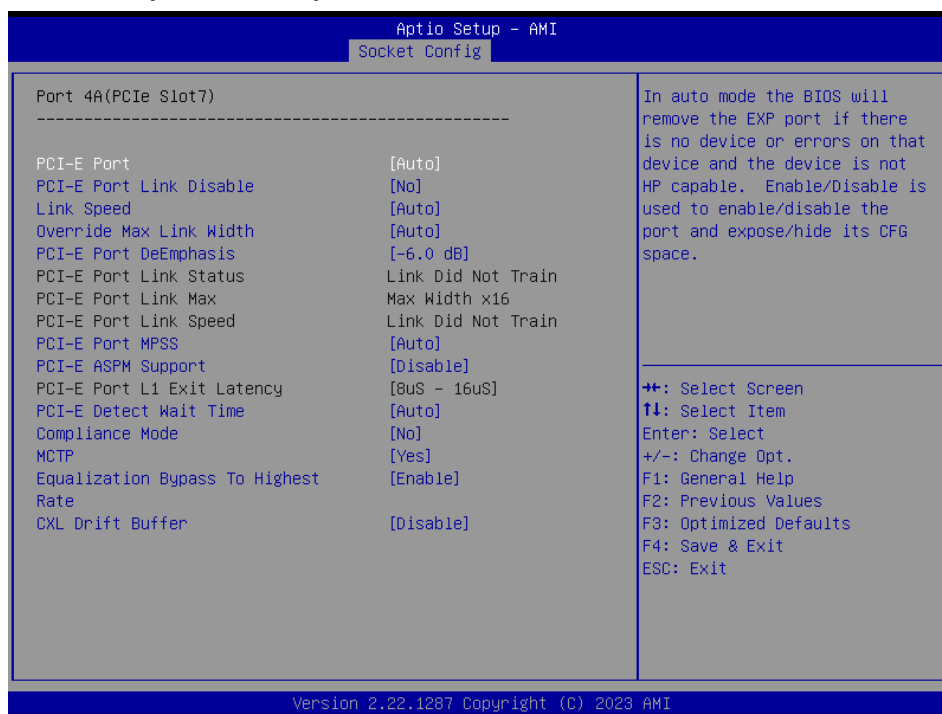 Aptio Setup – AMI
Socket Config
Port 4A(PCIe Slot7)
--------------------------------------------------
PCI-E Port [Auto]
PCI-E Port Link Disable [No]
Link Speed [Auto]
Override Max Link Width [Auto]
PCI-E Port DeEmphasis [-6.0 dB]
PCI-E Port Link Status Link Did Not Train
PCI-E Port Link Max Max Width x16
PCI-E Port Link Speed Link Did Not Train
PCI-E Port MPSS [Auto]
PCI-E ASPM Support [Disable]
PCI-E Port L1 Exit Latency [8uS - 16uS]
PCI-E Detect Wait Time [Auto]
Compliance Mode [No]
MCTP [Yes]
Equalization Bypass To Highest [Enable]
Rate
CXL Drift Buffer [Disable]
In auto mode the BIOS will
remove the EXP port if there
is no device or errors on that
device and the device is not
HP capable.  Enable/Disable is
used to enable/disable the
port and expose/hide its CFG
space.
→←: Select Screen
↑↓: Select Item
Enter: Select
+/-: Change Opt.
F1: General Help
F2: Previous Values
F3: Optimized Defaults
F4: Save & Exit
ESC: Exit
Version 2.22.1287 Copyright (C) 2023 AMI